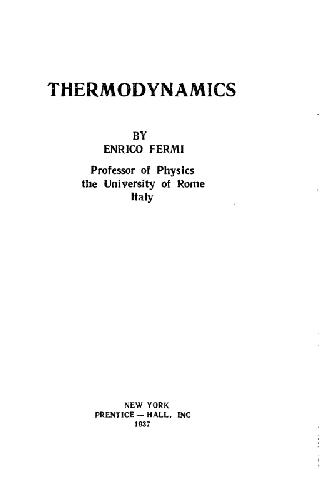 THERMODYNAMICS
BY
ENRICO FERMI
Professor of Physics
the University of Rome
Italy
NEW YORK
PRENTICE — HALL, INC
1937